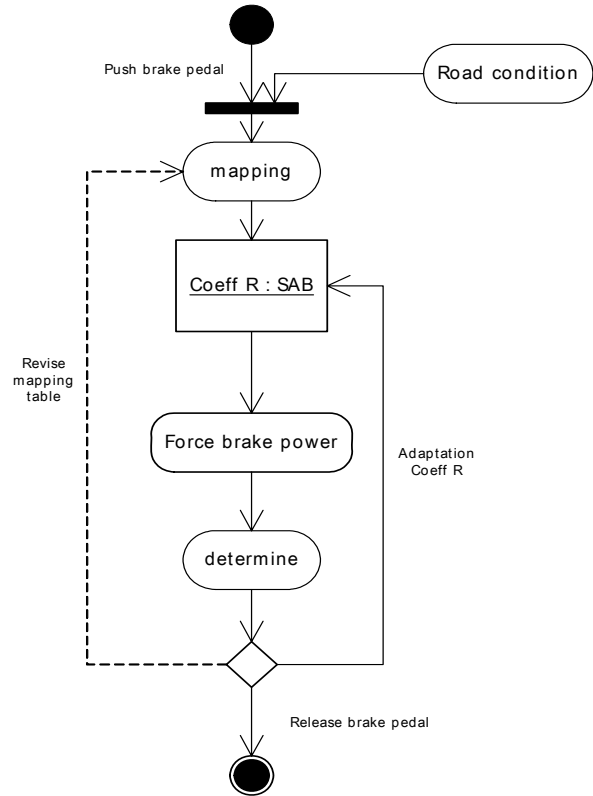 Push brake pedal
Road condition
mapping
Coeff R : SAB
Revise
mapping
table
Force brake power
Adaptation
Coeff R
determine
Release brake pedal